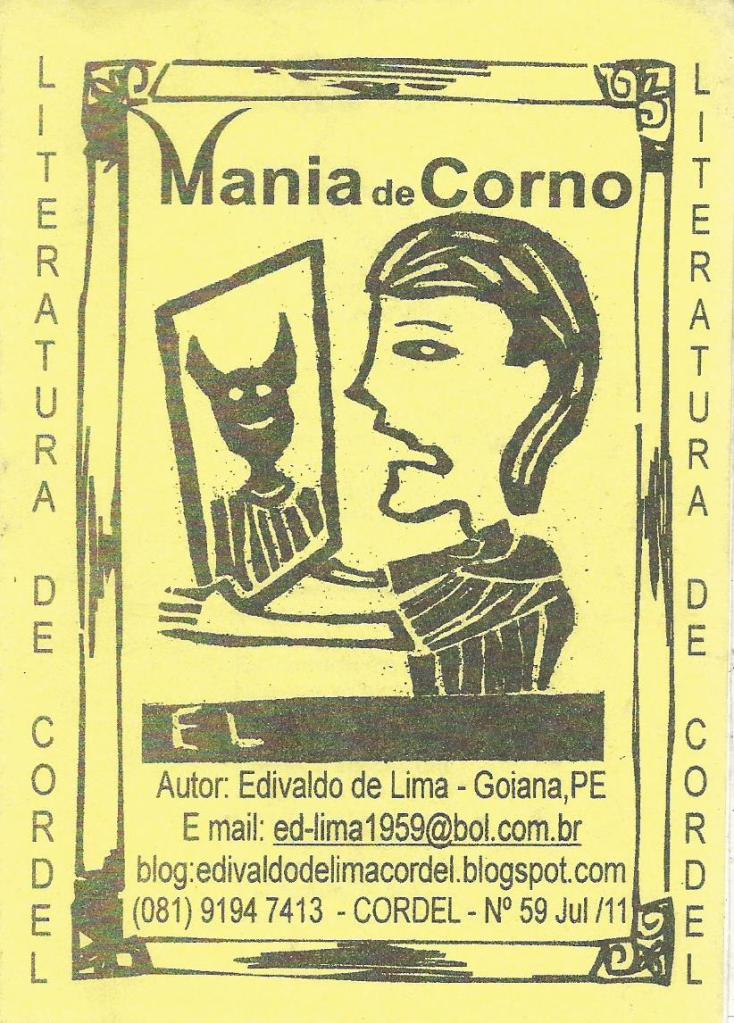 LITERATURA DE CORDEL
Mania de Corno
EL
Autor: Edivaldo de Lima - Goiana,PE
E mail: ed-lima1959@bol.com.br
blog:edivaldodelimacordel.blogspot.com
(081) 9194 7413 - CORDEL - Nº 59 Jul /11
LITERATURA DE CORDEL